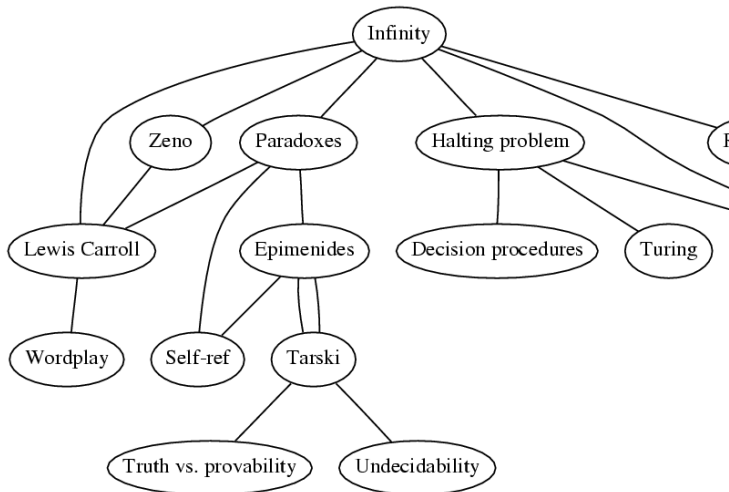 Infinity
Zeno
Paradoxes
Halting problem
Lewis Carroll
Epimenides
Decision procedures
Turing
Wordplay
Self-ref
Tarski
Truth vs. provability
Undecidability